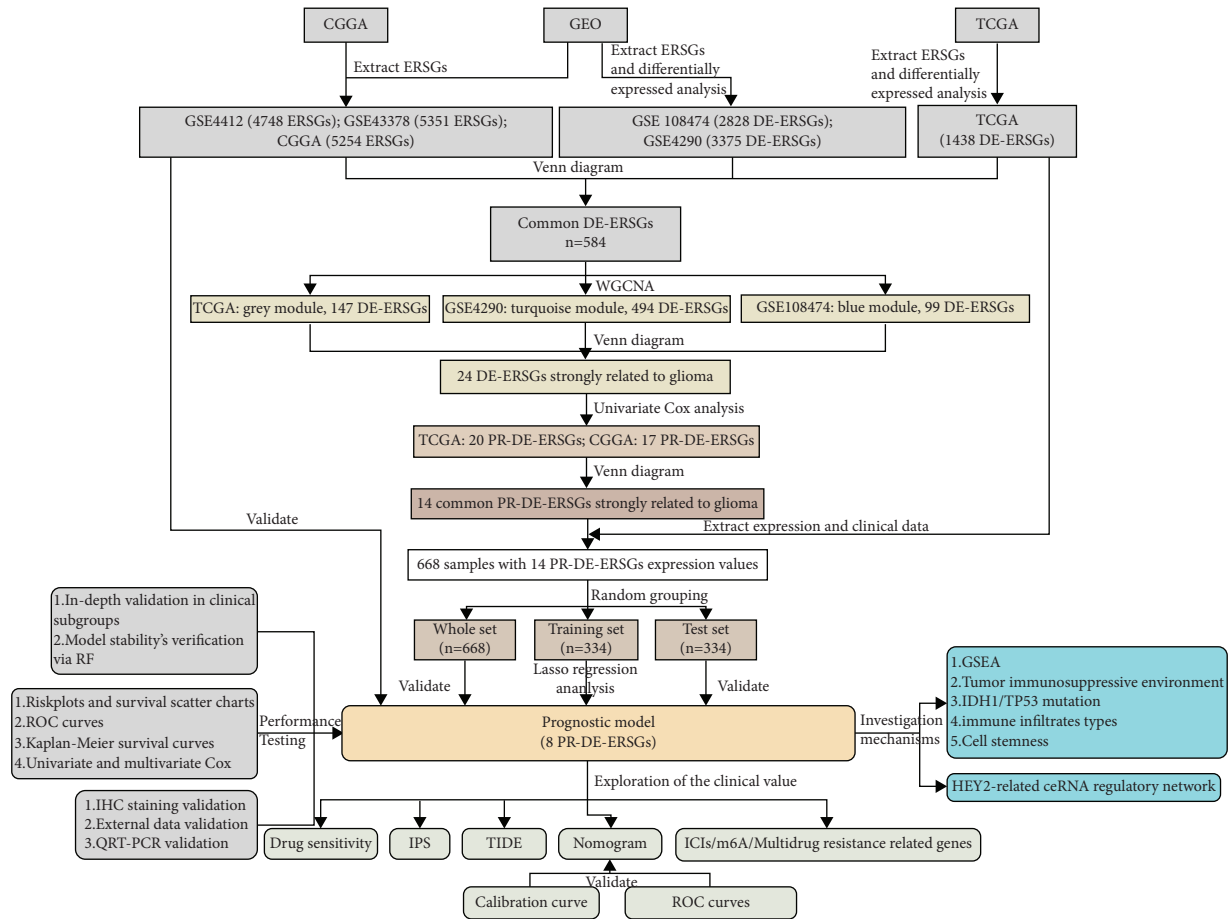 CGGA
GEO
TCGA
Extract ERSGs
Extract ERSGs
and differentially
expressed analysis
Extract ERSGs
and differentially
expressed analysis
GSE4412 (4748 ERSGs); GSE43378 (5351 ERSGs);
CGGA (5254 ERSGs)
GSE 108474 (2828 DE-ERSGs);
GSE4290 (3375 DE-ERSGs)
TCGA
(1438 DE-ERSGs)
Venn diagram
Common DE-ERSGs
n=584
WGCNA
TCGA: grey module, 147 DE-ERSGs
GSE4290: turquoise module, 494 DE-ERSGs
GSE108474: blue module, 99 DE-ERSGs
Venn diagram
24 DE-ERSGs strongly related to glioma
Univariate Cox analysis
TCGA: 20 PR-DE-ERSGs; CGGA: 17 PR-DE-ERSGs
Venn diagram
14 common PR-DE-ERSGs strongly related to glioma
Validate
Extract expression and clinical data
668 samples with 14 PR-DE-ERSGs expression values
Random grouping
Whole set
(n=668)
Training set
(n=334)
Test set
(n=334)
Validate
Lasso regression
ananlysis
Validate
1.In-depth validation in clinical
subgroups
2.Model stability's verification
via RF
1.Riskplots and survival scatter charts
2.ROC curves
3.Kaplan-Meier survival curves
4.Univariate and multivariate Cox
Performance
Testing
Prognostic model
(8 PR-DE-ERSGs)
Investigation
mechanisms
1.GSEA
2.Tumor immunosuppressive environment
3.IDH1/TP53 mutation
4.immune infiltrates types
5.Cell stemness
HEY2-related ceRNA regulatory network
Exploration of the clinical value
1.IHC staining validation
2.External data validation
3.QRT-PCR validation
Drug sensitivity
IPS
TIDE
Nomogram
ICIs/m6A/Multidrug resistance related genes
Validate
Calibration curve
ROC curves